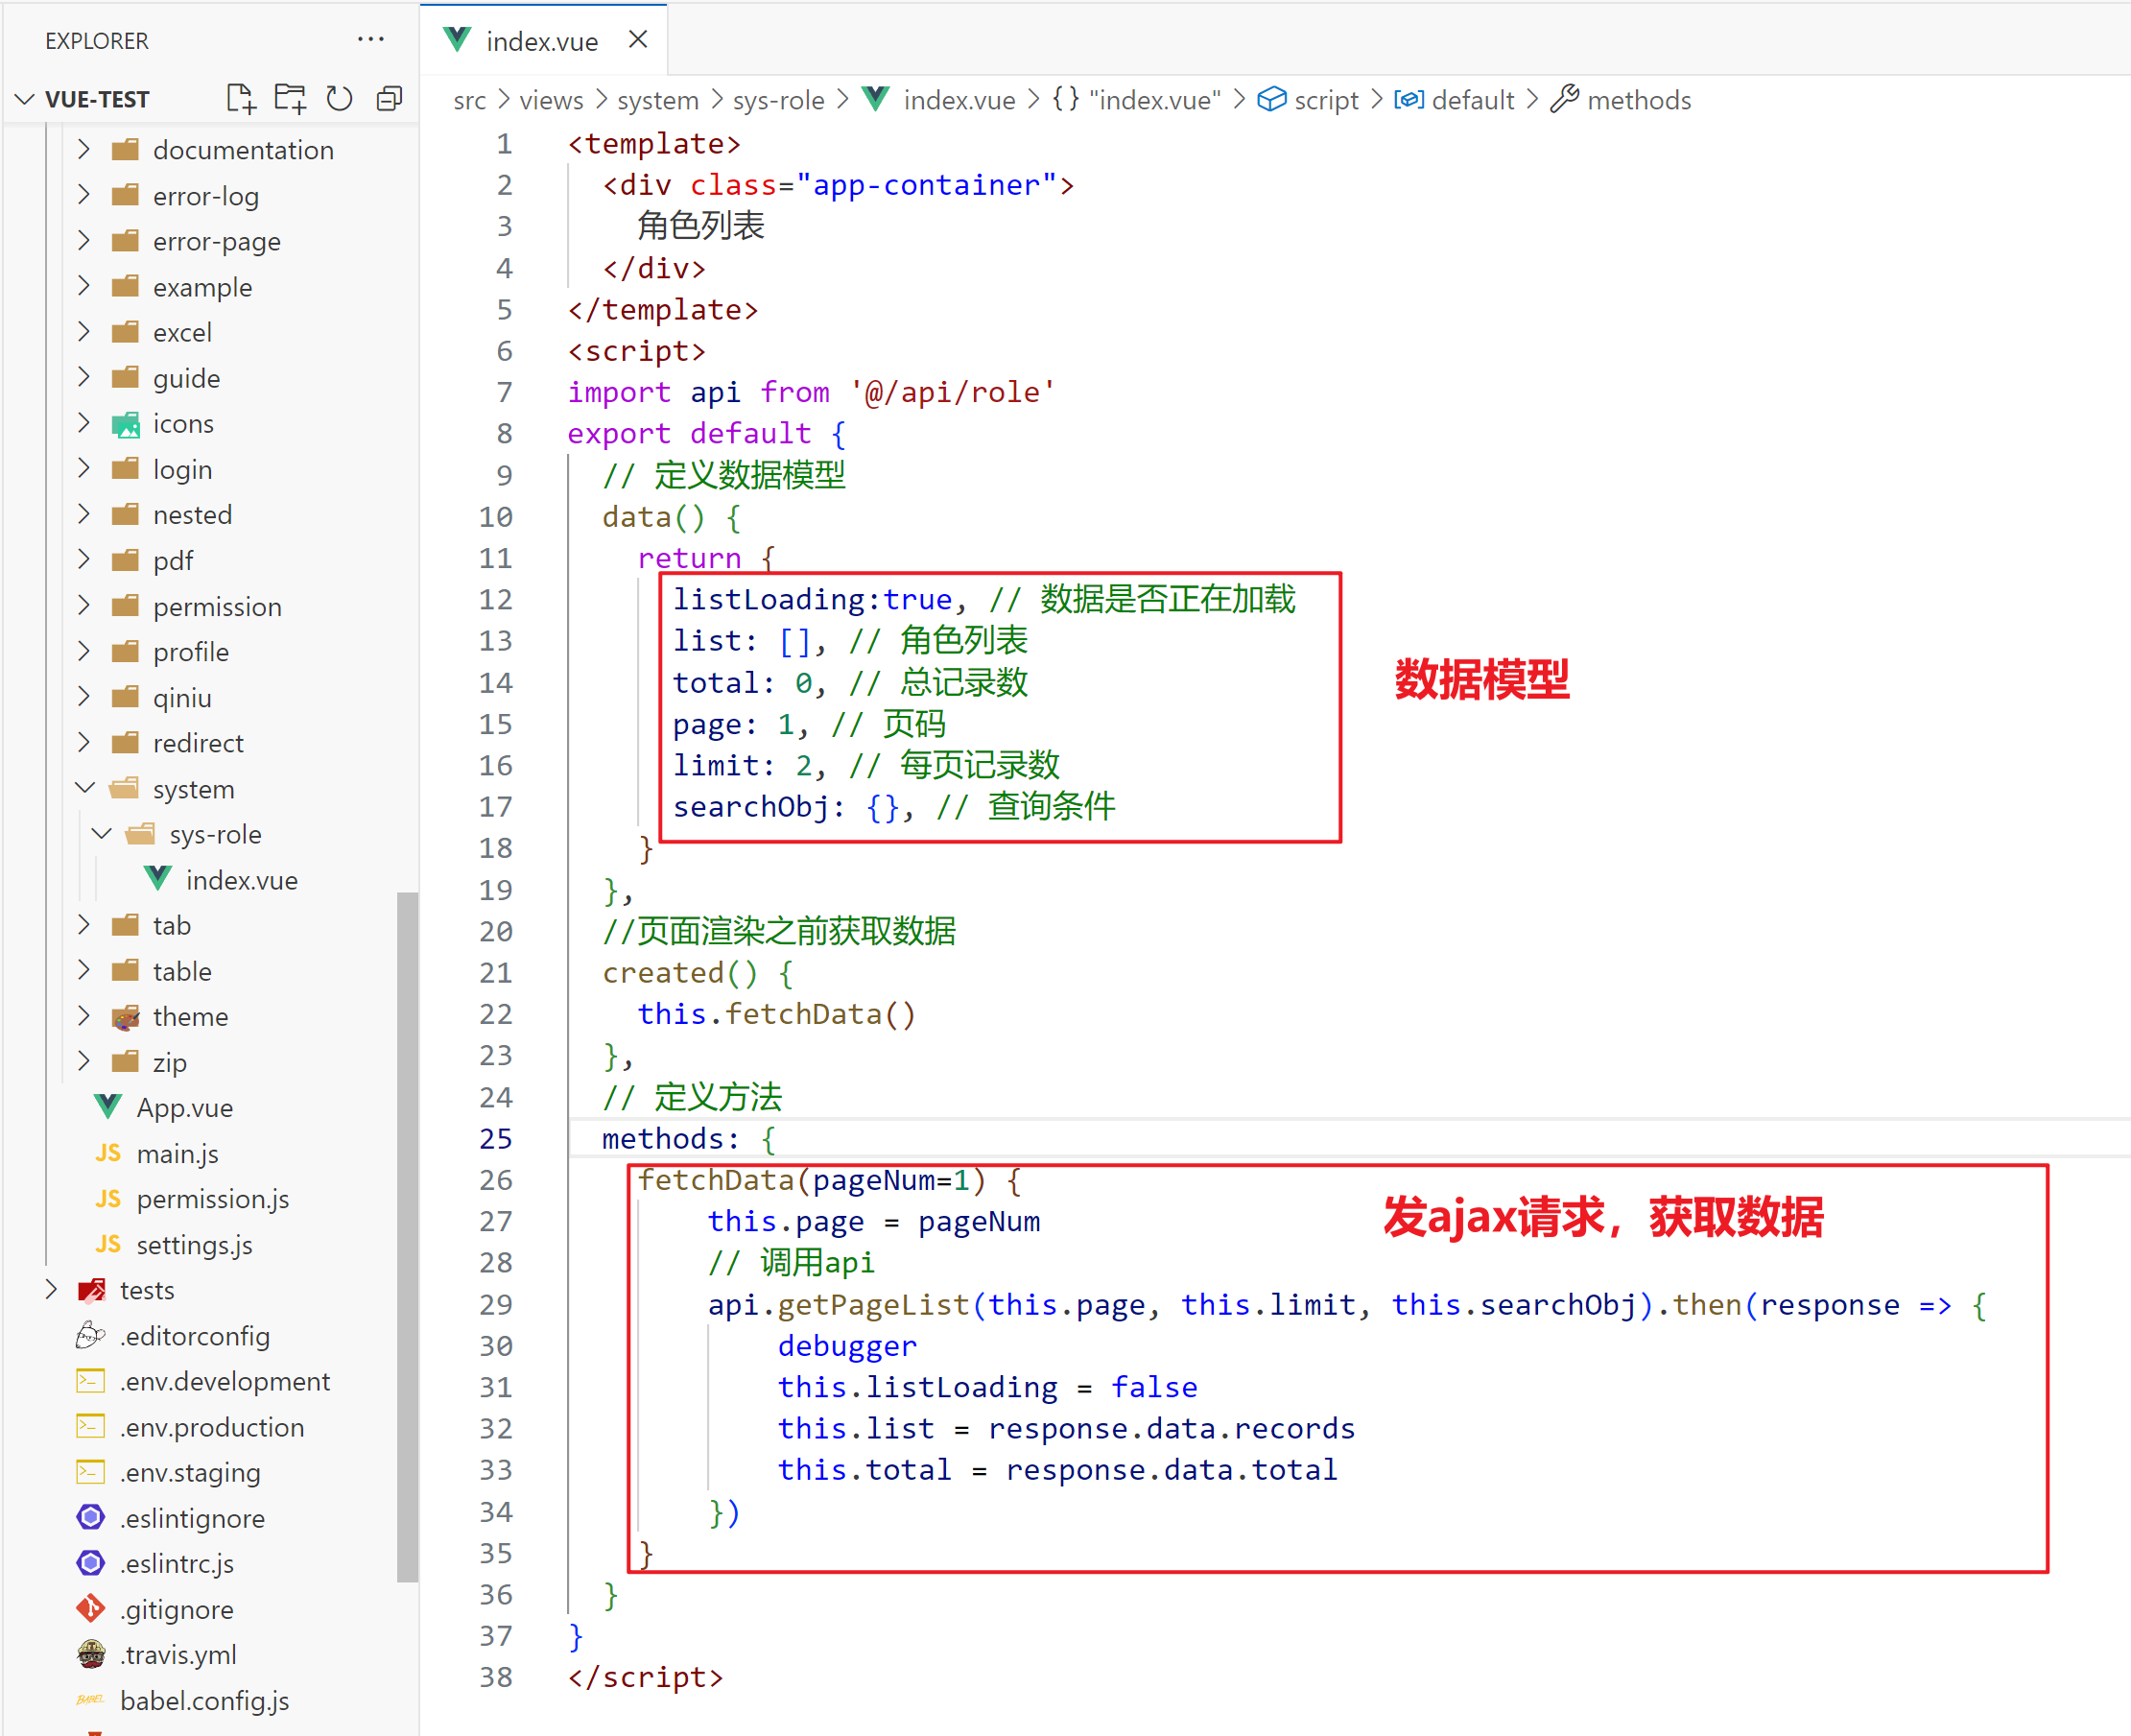 EXPLORER
VUE-TEST
documentation
error-log
error-page
example
excel
guide
icons
login
nested
pdf
permission
profile
qiniu
redirect
system
sys-role
index.vue
tab
table
theme
zip
App.vue
JS main.js
JS permission.js
JS settings.js
tests
.editorconfig
.env.development
.env.production
.env.staging
.eslintignore
.eslintrc.js
.gitignore
.travis.yml
BABEL babel.config.js
index.vue
src > views > system > sys-role > index.vue > {} "index.vue" > script > default > methods
1 <template>
2 <div class="app-container">
3 角色列表
4 </div>
5 </template>
6 <script>
7 import api from '@/api/role'
8 export default {
9 // 定义数据模型
10 data() {
11 return {
12 listLoading:true, // 数据是否正在加载
13 list: [], // 角色列表
14 total: 0, // 总记录数
15 page: 1, // 页码
16 limit: 2, // 每页记录数
17 searchObj: {}, // 查询条件
数据模型
18 }
19 },
20 //页面渲染之前获取数据
21 created() {
22 this.fetchData()
23 },
24 // 定义方法
25 methods: {
26 fetchData(pageNum=1) {
发ajax请求，获取数据
27 this.page = pageNum
28 // 调用api
29 api.getPageList(this.page, this.limit, this.searchObj).then(response => {
30 debugger
31 this.listLoading = false
32 this.list = response.data.records
33 this.total = response.data.total
34 })
35 }
36 }
37 }
38 </script>